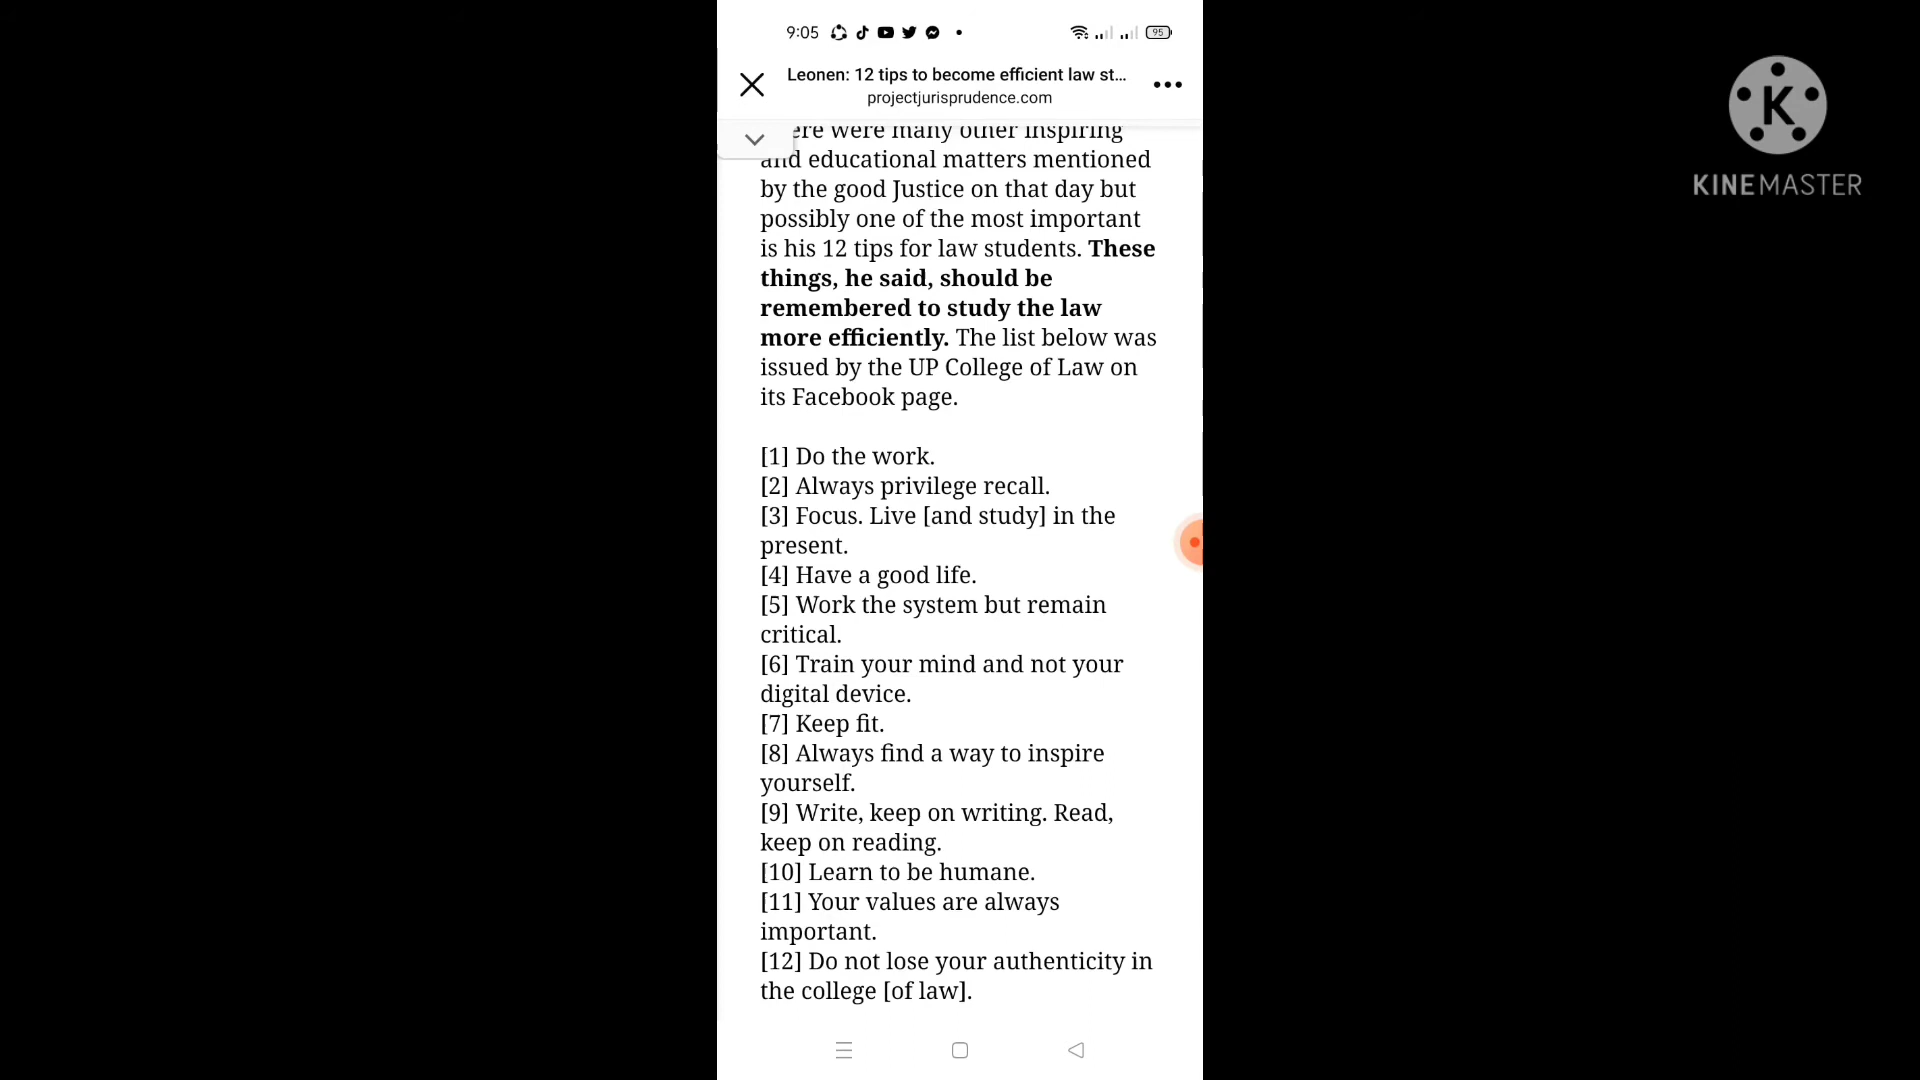 9:05
95
Leonen: 12 tips to become efficient law st...
projectjurisprudence.com
were many other inspiring
and educational matters mentioned
by the good Justice on that day but
possibly one of the most important
is his 12 tips for law students. These
things, he said, should be
remembered to study the law
more efficiently. The list below was
issued by the UP College of Law on
its Facebook page.
[1] Do the work.
[2] Always privilege recall.
[3] Focus. Live [and study] in the
present.
[4] Have a good life.
[5] Work the system but remain
critical.
[6] Train your mind and not your
digital device.
[7] Keep fit.
[8] Always find a way to inspire
yourself.
[9] Write, keep on writing. Read,
keep on reading.
[10] Learn to be humane.
[11] Your values are always
important.
[12] Do not lose your authenticity in
the college [of law].
K
KINEMASTER